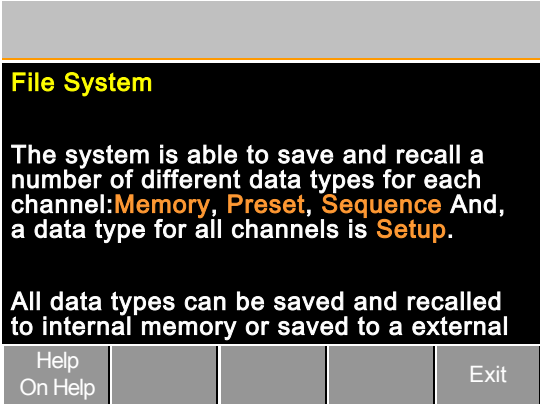 File System
The system is able to save and recall a
number of different data types for each
channel:Memory, Preset, Sequence And,
a data type for all channels is Setup.
All data types can be saved and recalled
to internal memory or saved to a external
Help
On Help
Exit